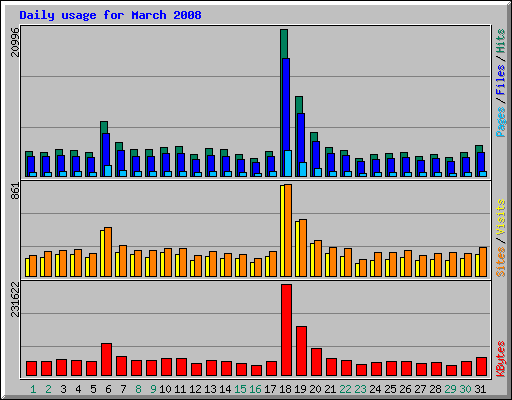 Daily usage for March 2008
20996
Pages / Files / Hits
861
Sites / Visits
231622
KBytes
1 2 3 4 5 6 7 8 9 10 11 12 13 14 15 16 17 18 19 20 21 22 23 24 25 26 27 28 29 30 31